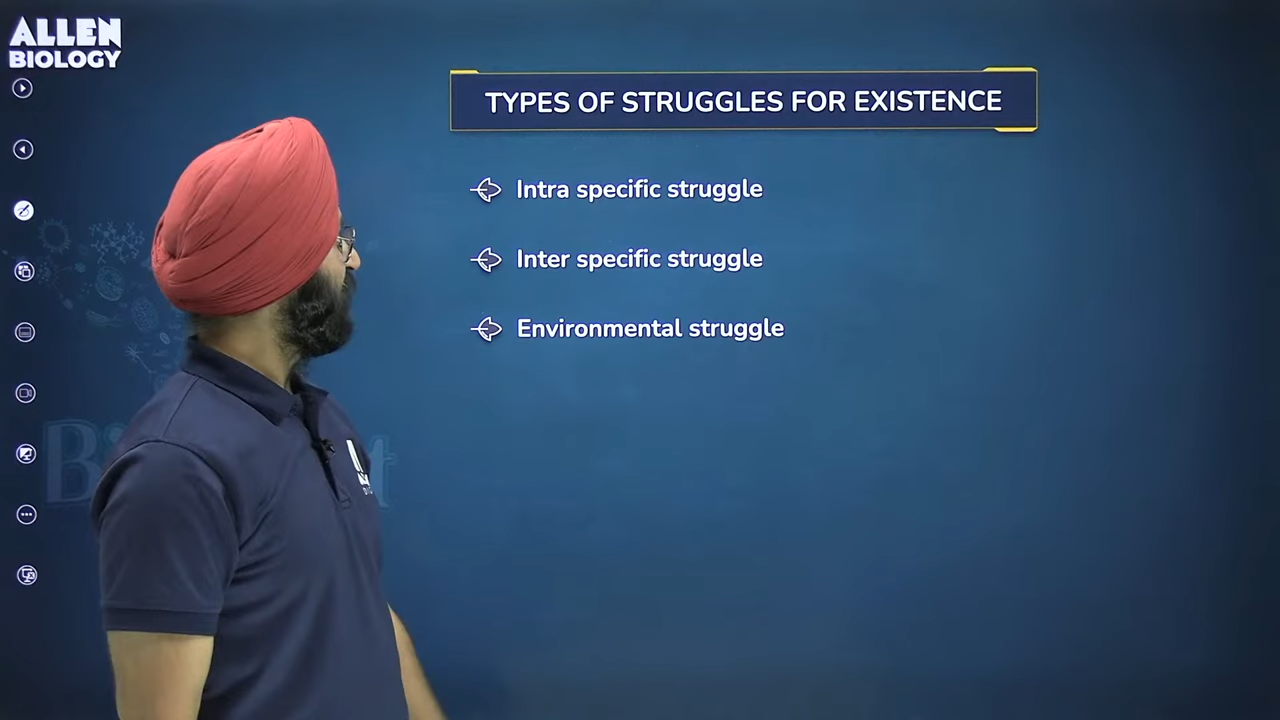 ALLEN
BIOLOGY
TYPES OF STRUGGLES FOR EXISTENCE
Intra specific struggle
Inter specific struggle
Environmental struggle